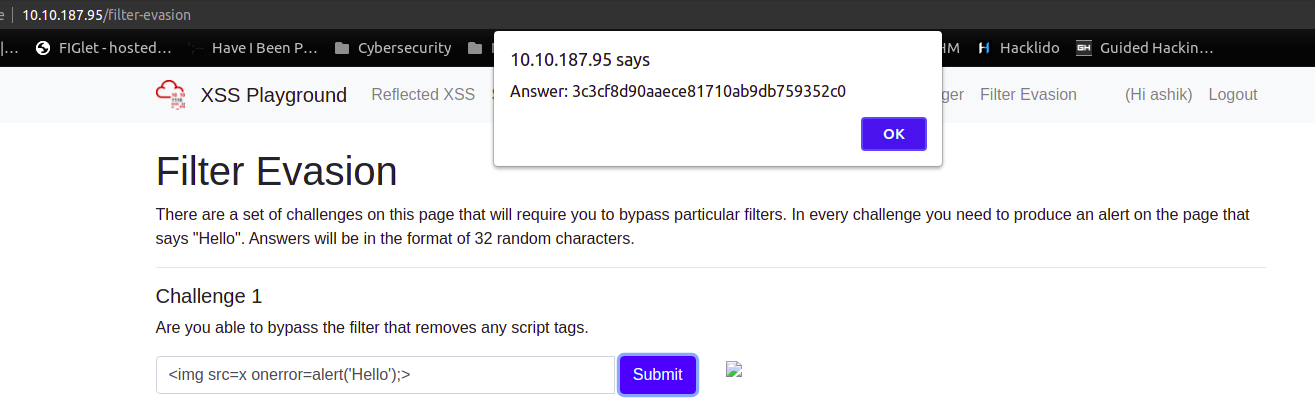 e | 10.10.187.95/filter-evasion
|… FIGlet - hosted… Have I Been P… Cybersecurity HM Hacklido GH Guided Hackin…
10.10.187.95 says
Answer: 3c3cf8d90aaece81710ab9db759352c0
OK
XSS Playground Reflected XSS ger Filter Evasion (Hi ashik) Logout
Filter Evasion
There are a set of challenges on this page that will require you to bypass particular filters. In every challenge you need to produce an alert on the page that
says "Hello". Answers will be in the format of 32 random characters.
Challenge 1
Are you able to bypass the filter that removes any script tags.
<img src=x onerror=alert('Hello');> Submit